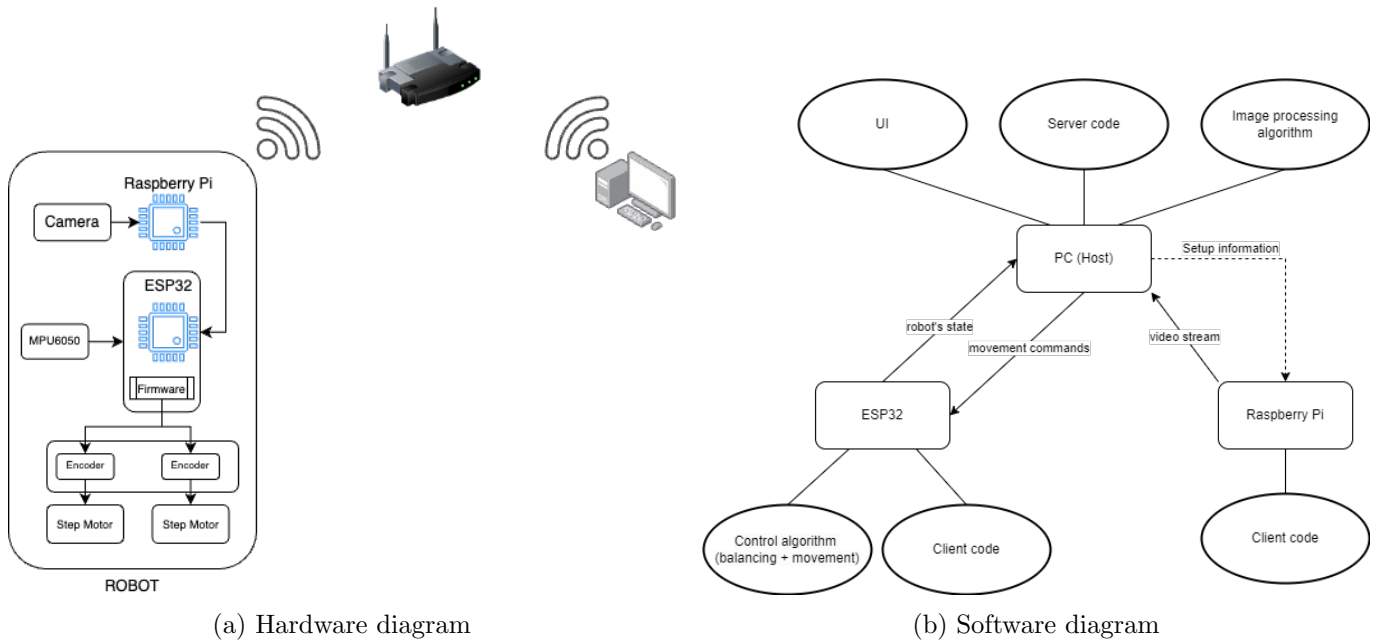 Raspberry Pi
Camera
ESP32
MPU6050
Firmware
Encoder
Encoder
Step Motor
Step Motor
ROBOT
(a) Hardware diagram
UI
Server code
Image processing
algorithm
PC (Host)
Setup information
robot's state
movement commands
video stream
ESP32
Raspberry Pi
Control algorithm
(balancing + movement)
Client code
Client code
(b) Software diagram